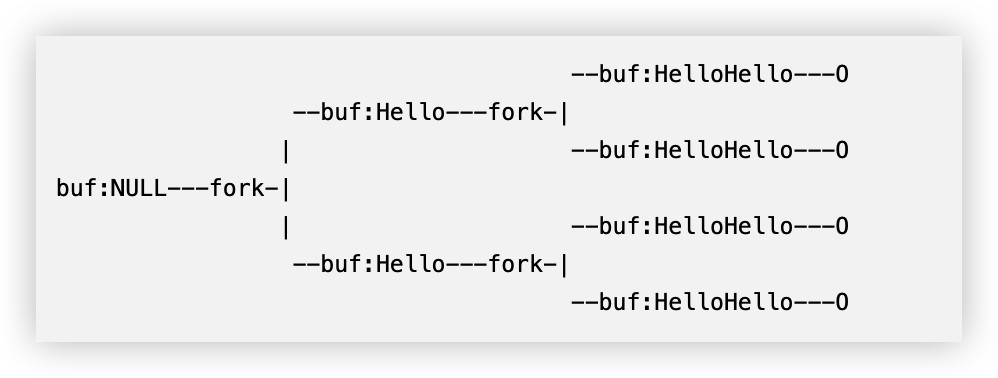 --buf:HelloHello---O
                 --buf:Hello---fork-|
                |                    --buf:HelloHello---O
buf:NULL---fork-|
                |                    --buf:HelloHello---O
                 --buf:Hello---fork-|
                                     --buf:HelloHello---O